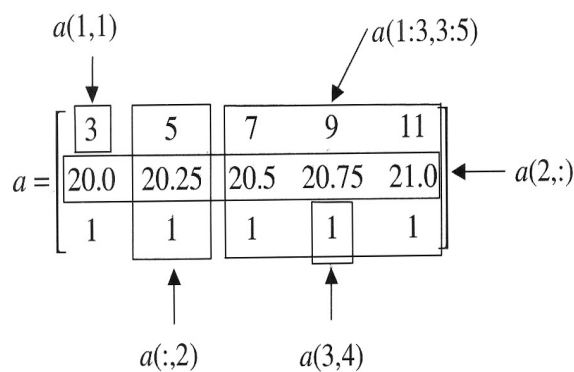 a(1,1)
a(1:3,3:5)
3 5 7 9 11
a = 20.0 20.25 20.5 20.75 21.0 a(2,:)
1 1 1 1 1
a(:,2) a(3,4)